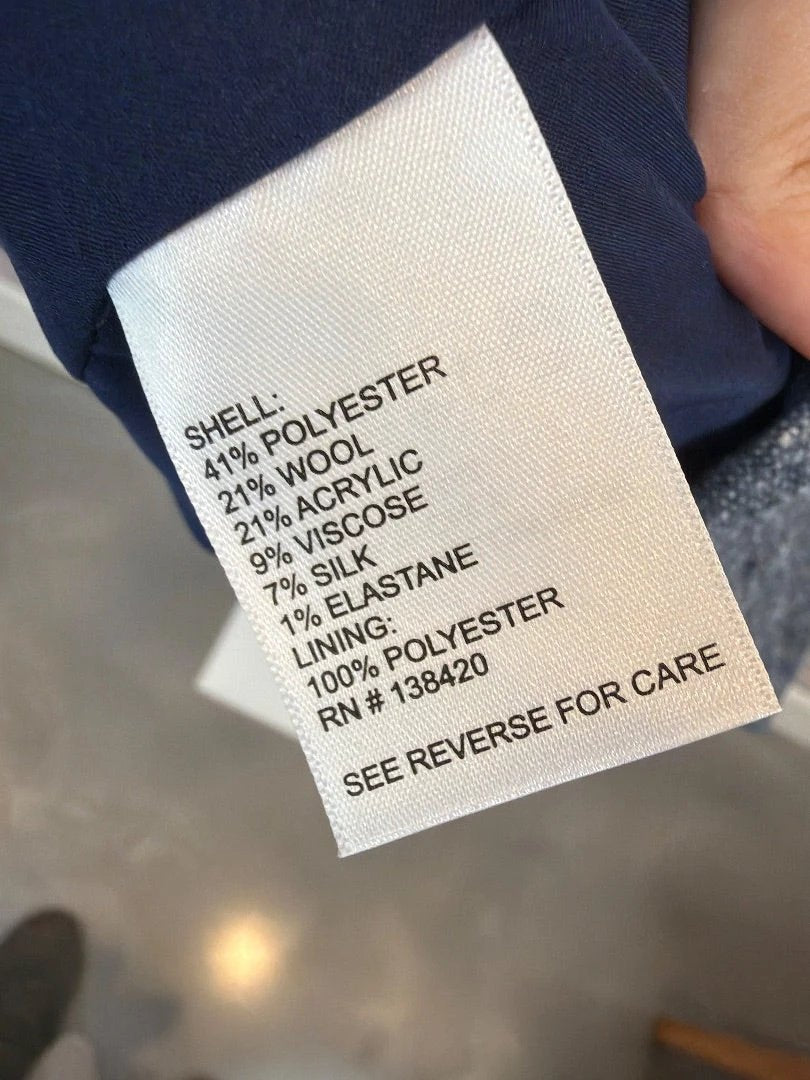 SHELL:
41% POLYESTER
21% WOOL
21% ACRYLIC
9% VISCOSE
7% SILK
1% ELASTANE
LINING:
100% POLYESTER
RN # 138420
SEE REVERSE FOR CARE